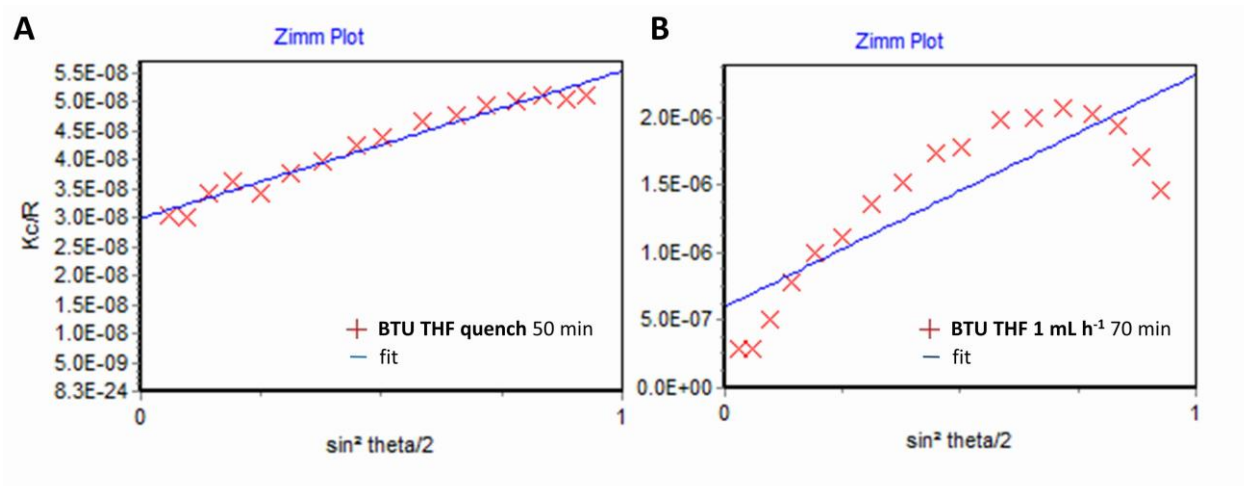 A
Zimm Plot
5.5E-08
5.0E-08
4.5E-08
4.0E-08
3.5E-08
3.0E-08
2.5E-08
2.0E-08
1.5E-08
1.0E-08
5.0E-09
8.3E-24
Kc/R
BTU THF quench 50 min
fit
0
1
sin² theta/2
B
Zimm Plot
2.0E-06
1.5E-06
1.0E-06
5.0E-07
0.0E+00
BTU THF 1 mL h⁻¹ 70 min
fit
0
1
sin² theta/2